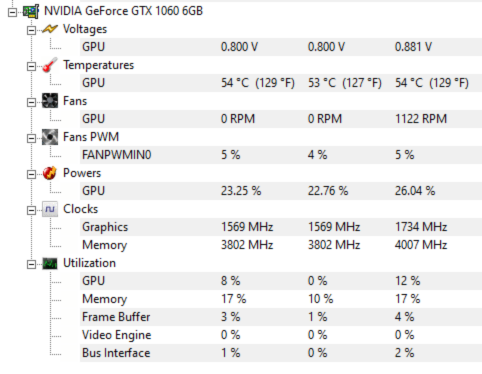 NVIDIA GeForce GTX 1060 6GB
Voltages
GPU 0.800 V 0.800 V 0.881 V
Temperatures
GPU 54 °C (129 °F) 53 °C (127 °F) 54 °C (129 °F)
Fans
GPU 0 RPM 0 RPM 1122 RPM
Fans PWM
FANPWMIN0 5 % 4 % 5 %
Powers
GPU 23.25 % 22.76 % 26.04 %
Clocks
Graphics 1569 MHz 1569 MHz 1734 MHz
Memory 3802 MHz 3802 MHz 4007 MHz
Utilization
GPU 8 % 0 % 12 %
Memory 17 % 10 % 17 %
Frame Buffer 3 % 1 % 4 %
Video Engine 0 % 0 % 0 %
Bus Interface 1 % 0 % 2 %